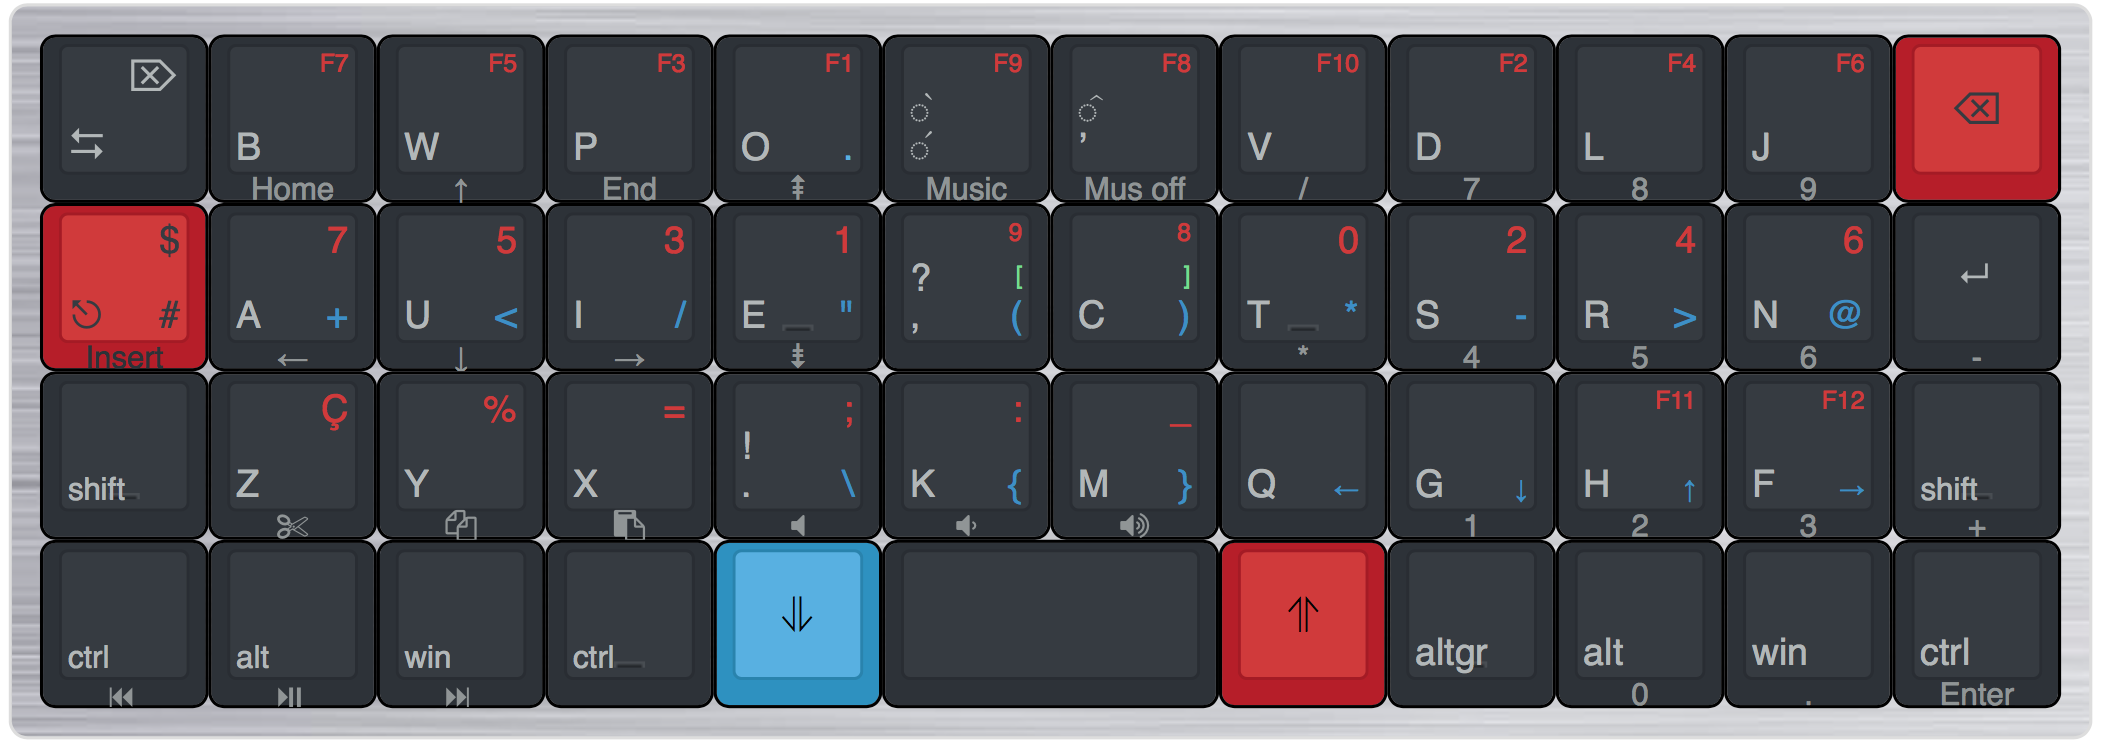 F7 F5 F3 F1 F9 F8 F10 F2 F4 F6
B W P O . ` ´ ^ ’ V D L J
Home ↑ End ⇞ Music Mus off / 7 8 9
$ 7 5 3 1 9 8 0 2 4 6
? [ ]
# A + U < I / E " , ( C ) T * S - R > N @ ↵
Insert ← ↓ → ⇟ * 4 5 6 -
Ç % = ; : _ F11 F12
!
shift Z Y X . \ K { M } Q ← G ↓ H ↑ F → shift
1 2 3 +
ctrl alt win ctrl ⇓ ⇑ altgr alt win ctrl
0 . Enter